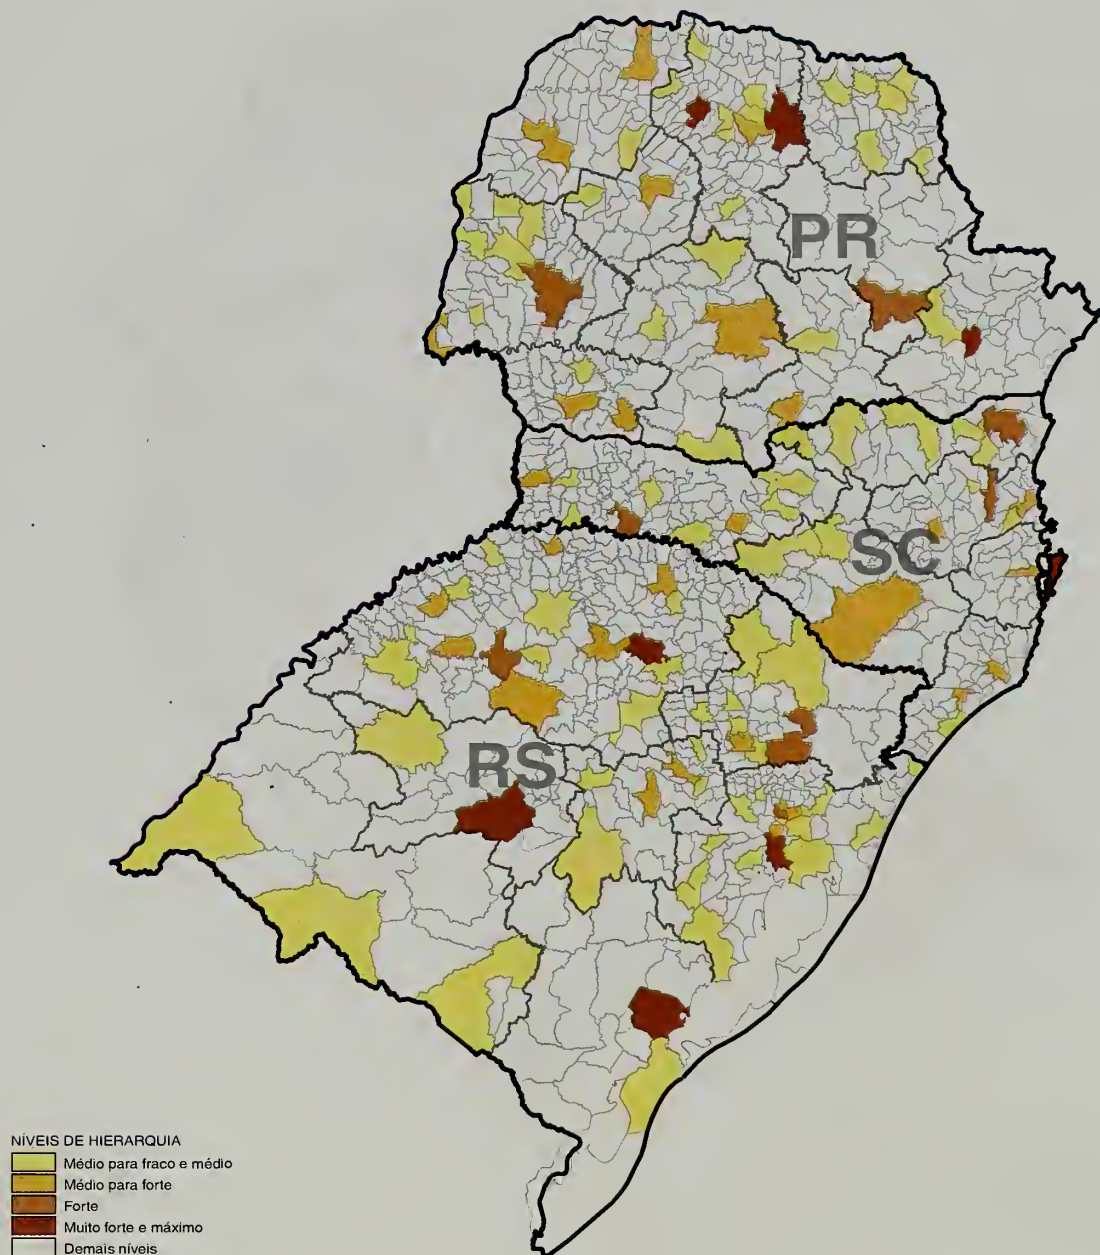 PR
SC
RS
NÍVEIS DE HIERARQUIA
Médio para fraco e médio
Médio para forte
Forte
Muito forte e máximo
Demais níveis